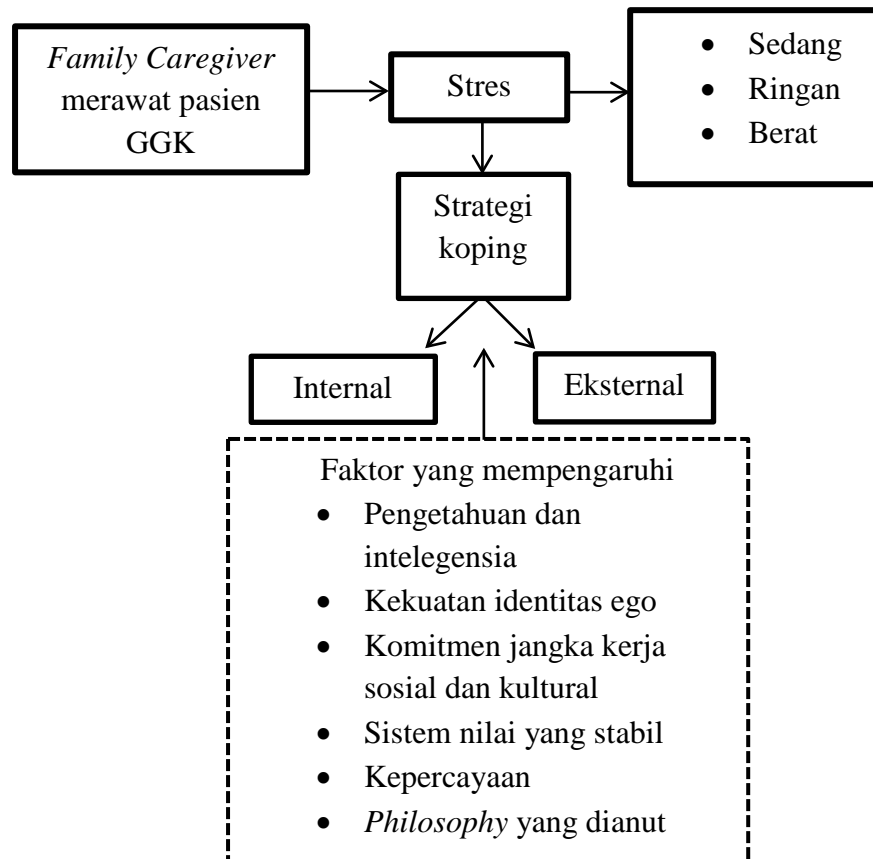 Family Caregiver
merawat pasien
GGK
Stres
• Sedang
• Ringan
• Berat
Strategi
koping
Internal
Eksternal
Faktor yang mempengaruhi
• Pengetahuan dan
intelegensia
• Kekuatan identitas ego
• Komitmen jangka kerja
sosial dan kultural
• Sistem nilai yang stabil
• Kepercayaan
• Philosophy yang dianut